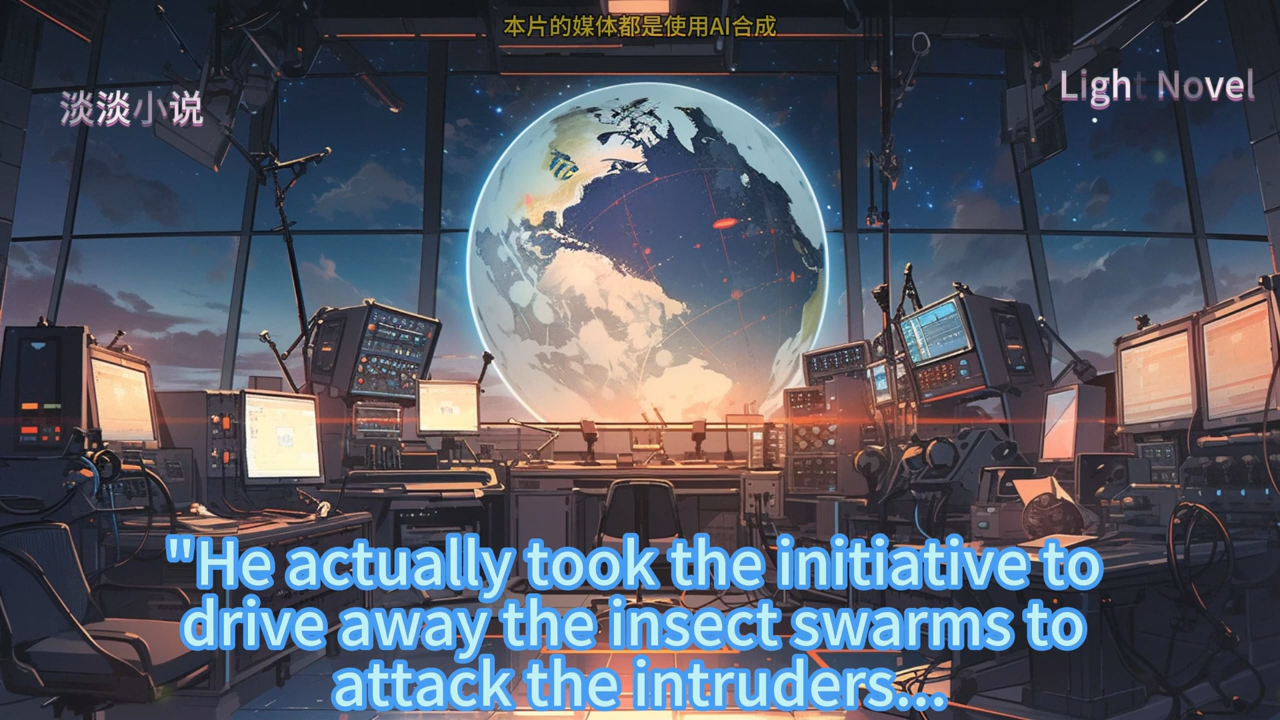 本片的媒体都是使用AI合成
淡淡小说
Light Novel
"He actually took the initiative to
drive away the insect swarms to
attack the intruders...